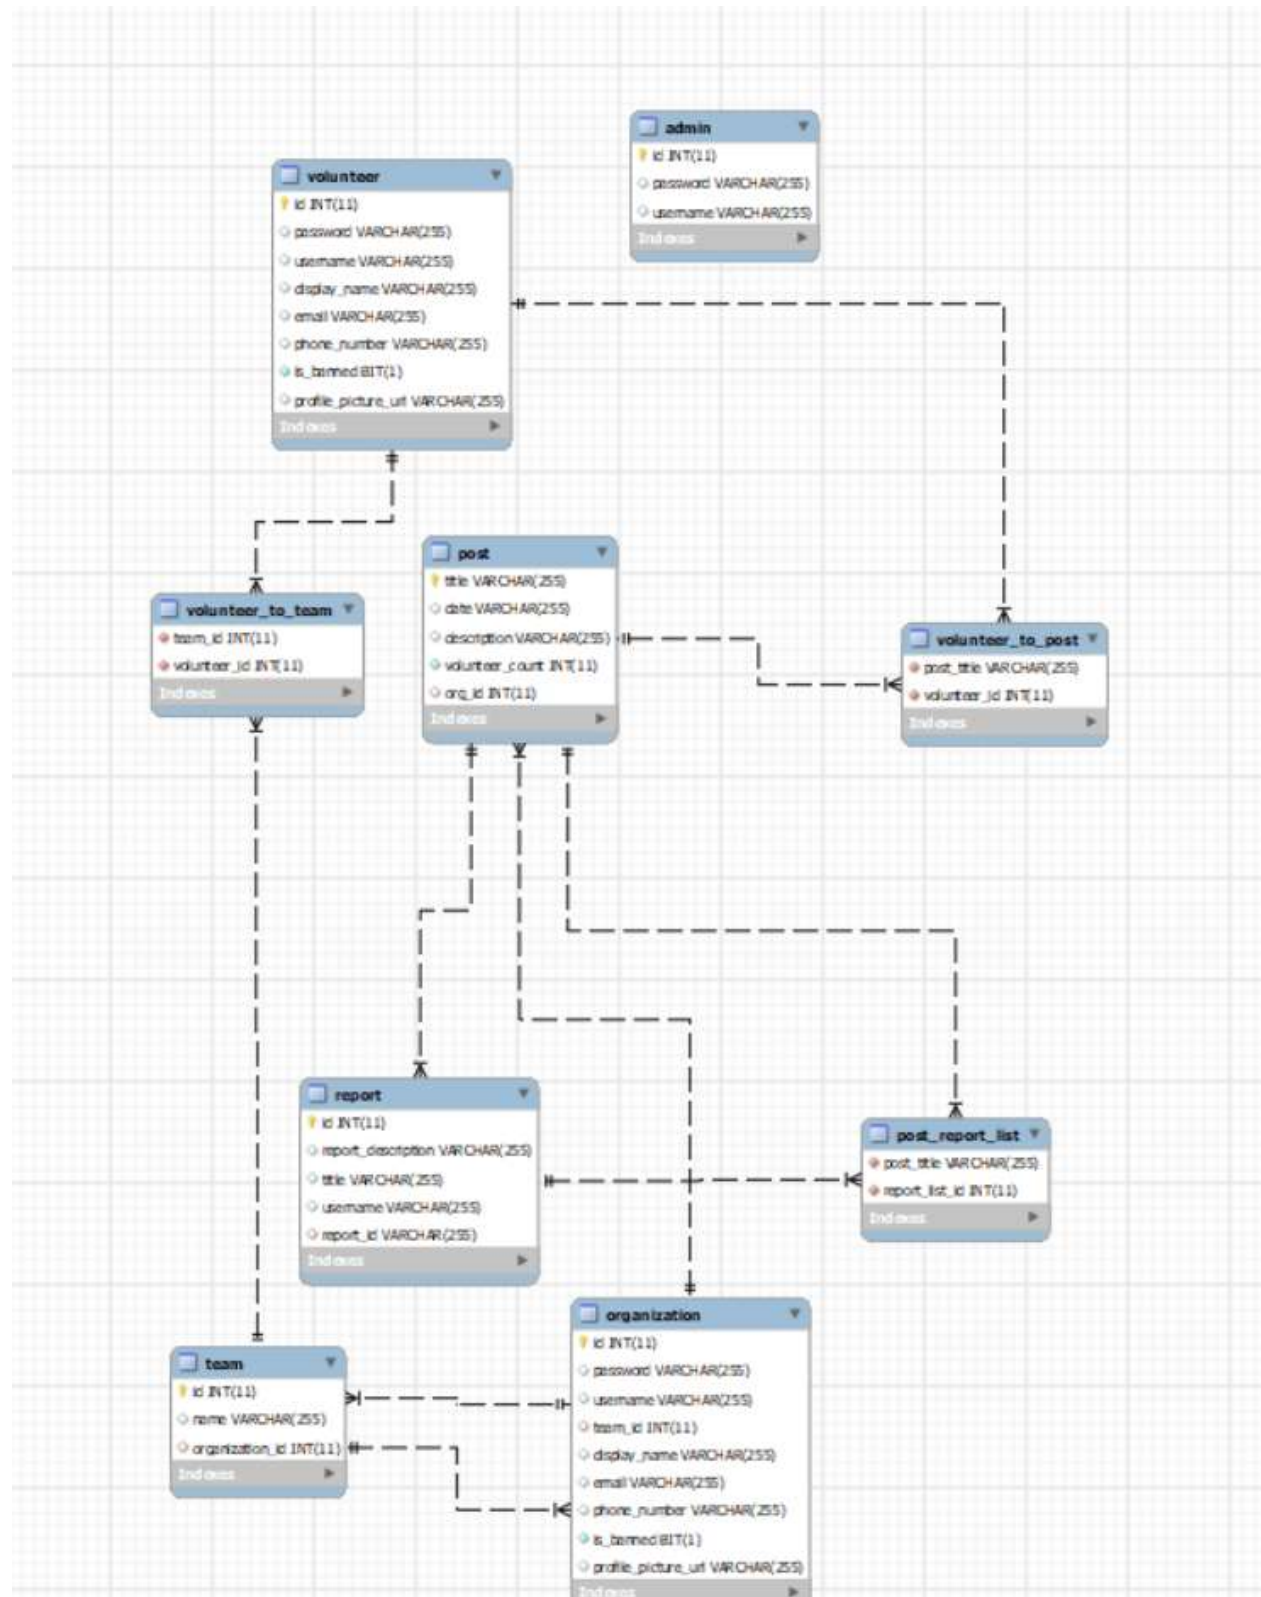 admin
id INT(11)
password VARCHAR(255)
username VARCHAR(255)
Indexes
volunteer
id INT(11)
password VARCHAR(255)
username VARCHAR(255)
display_name VARCHAR(255)
email VARCHAR(255)
phone_number VARCHAR(255)
is_banned BIT(1)
profile_picture_url VARCHAR(255)
Indexes
post
title VARCHAR(255)
date VARCHAR(255)
description VARCHAR(255)
volunteer_count INT(11)
org_id INT(11)
Indexes
volunteer_to_team
team_id INT(11)
volunteer_id INT(11)
Indexes
volunteer_to_post
post_title VARCHAR(255)
volunteer_id INT(11)
Indexes
report
id INT(11)
report_description VARCHAR(255)
title VARCHAR(255)
username VARCHAR(255)
report_id VARCHAR(255)
Indexes
post_report_list
post_title VARCHAR(255)
report_list_id INT(11)
Indexes
organization
id INT(11)
password VARCHAR(255)
username VARCHAR(255)
team_id INT(11)
display_name VARCHAR(255)
email VARCHAR(255)
phone_number VARCHAR(255)
is_banned BIT(1)
profile_picture_url VARCHAR(255)
Indexes
team
id INT(11)
name VARCHAR(255)
organization_id INT(11)
Indexes